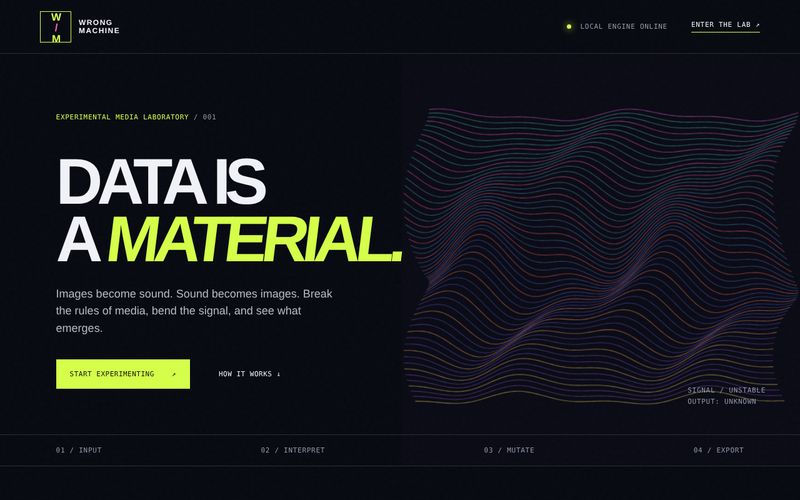 W
/
M
WRONG
MACHINE
LOCAL ENGINE ONLINE
ENTER THE LAB ↗
EXPERIMENTAL MEDIA LABORATORY / 001
DATA IS
A MATERIAL.
Images become sound. Sound becomes images. Break
the rules of media, bend the signal, and see what
emerges.
START EXPERIMENTING ↗
HOW IT WORKS ↓
SIGNAL / UNSTABLE
OUTPUT: UNKNOWN
01 / INPUT
02 / INTERPRET
03 / MUTATE
04 / EXPORT